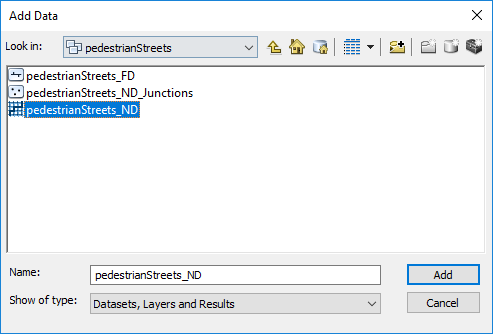 Add Data
Look in: pedestrianStreets
pedestrianStreets_FD
pedestrianStreets_ND_Junctions
pedestrianStreets_ND
Name: pedestrianStreets_ND Add
Show of type: Datasets, Layers and Results Cancel